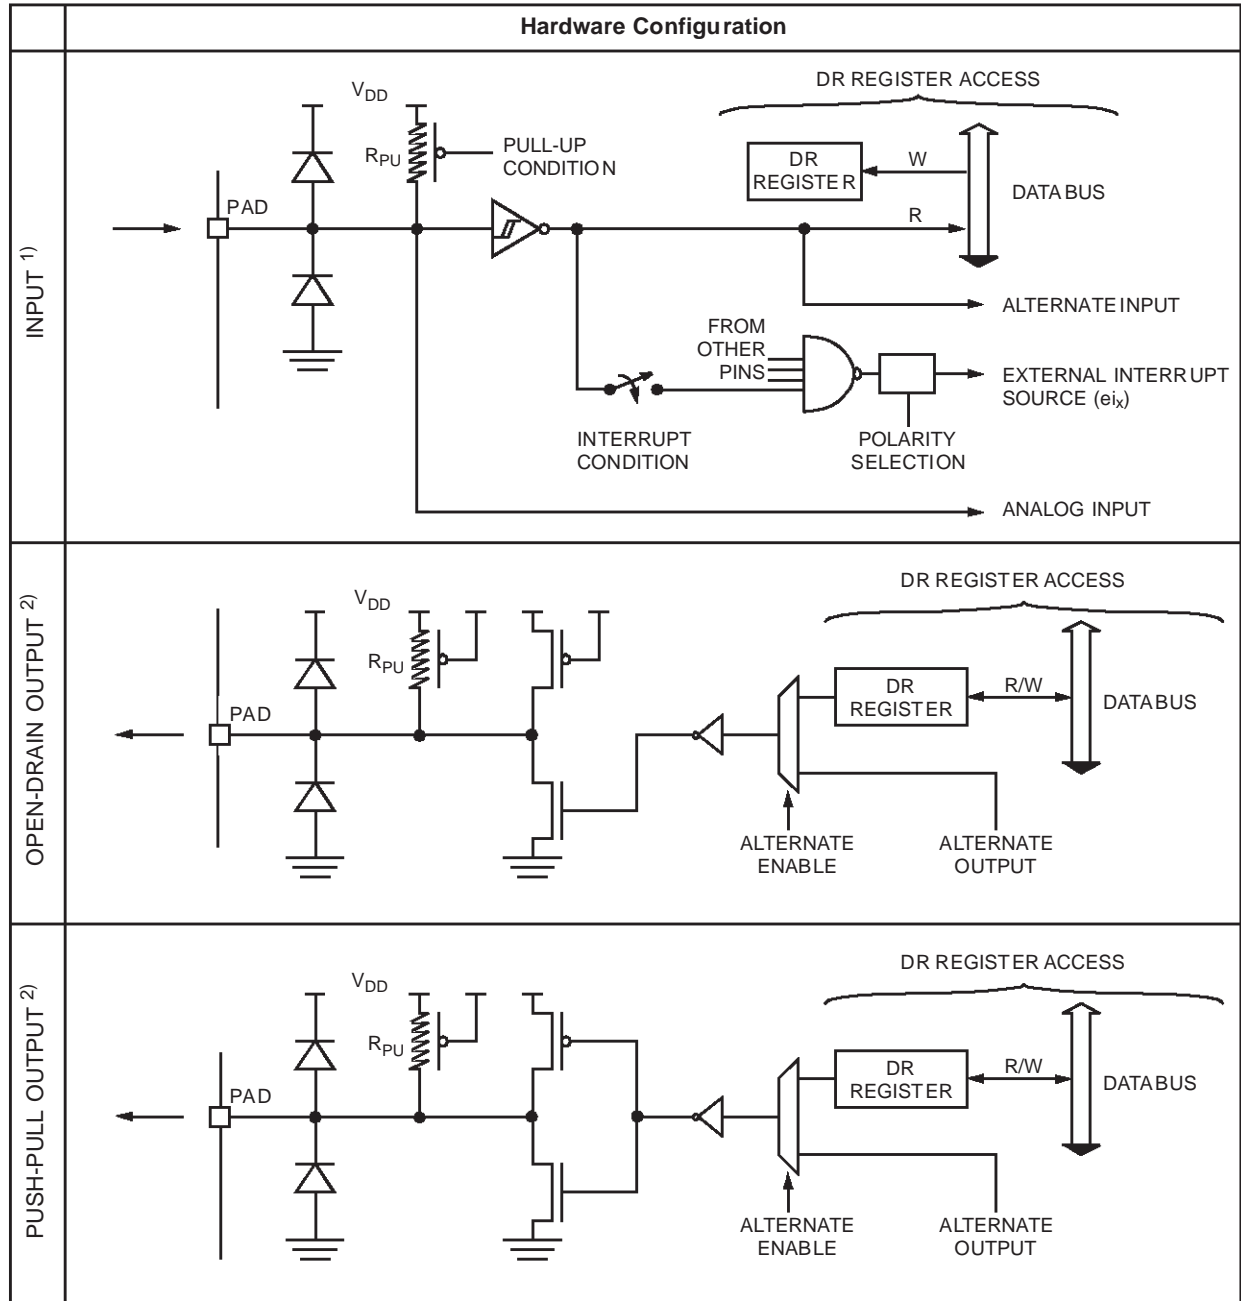 Hardware Configuration
INPUT 1)
DR REGISTER ACCESS
VDD
RPU
PULL-UP
CONDITION
DR
REGISTER
W
DATA BUS
PAD
R
ALTERNATE INPUT
FROM
OTHER
PINS
EXTERNAL INTERRUPT
SOURCE (eix)
INTERRUPT
CONDITION
POLARITY
SELECTION
ANALOG INPUT
OPEN-DRAIN OUTPUT 2)
DR REGISTER ACCESS
VDD
RPU
DR
REGISTER
R/W
DATA BUS
PAD
ALTERNATE
ENABLE
ALTERNATE
OUTPUT
PUSH-PULL OUTPUT 2)
DR REGISTER ACCESS
VDD
RPU
DR
REGISTER
R/W
DATA BUS
PAD
ALTERNATE
ENABLE
ALTERNATE
OUTPUT